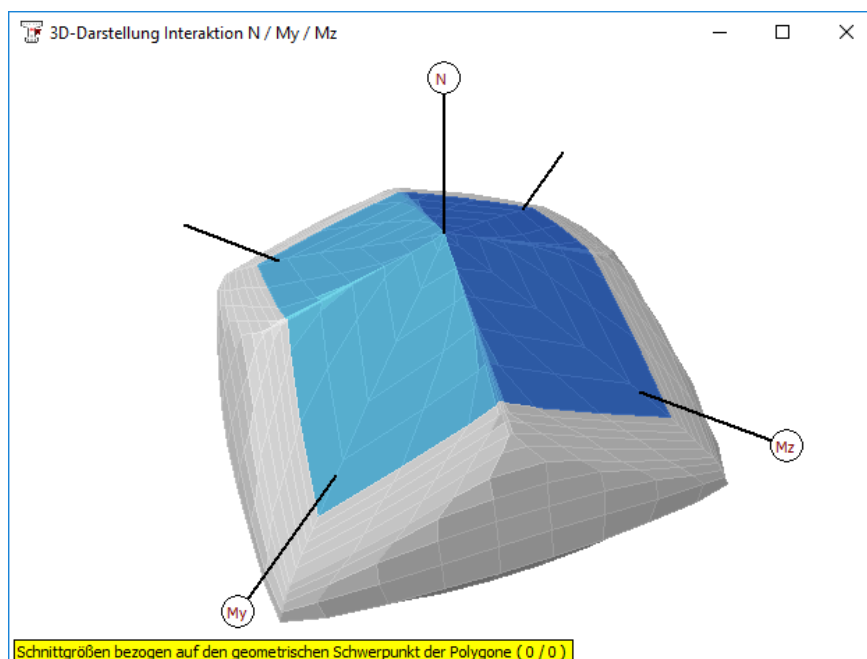 3D-Darstellung Interaktion N / My / Mz
N
Mz
My
Schnittgrößen bezogen auf den geometrischen Schwerpunkt der Polygone ( 0 / 0 )